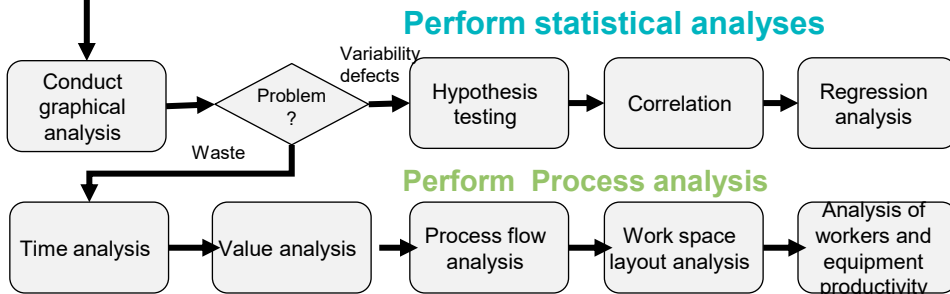 Perform statistical analyses
Conduct
graphical
analysis
Problem
?
Variability
defects
Hypothesis
testing
Correlation
Regression
analysis
Waste
Perform  Process analysis
Time analysis
Value analysis
Process flow
analysis
Work space
layout analysis
Analysis of
workers and
equipment
productivity